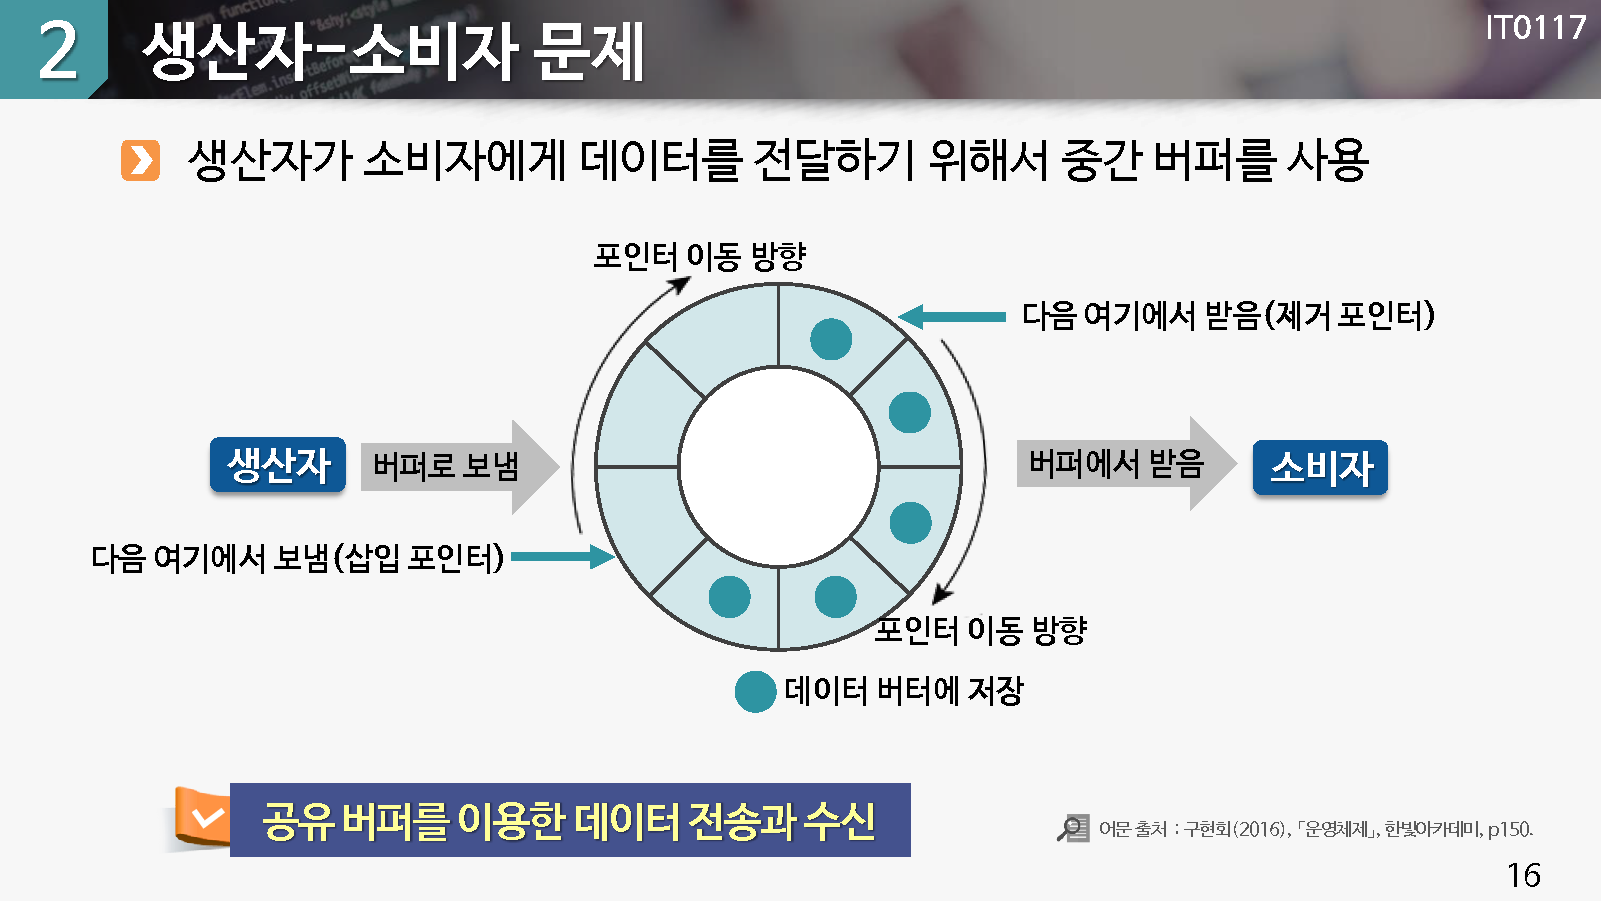 2 생산자-소비자 문제
IT0117
생산자가 소비자에게 데이터를 전달하기 위해서 중간 버퍼를 사용
포인터 이동 방향
다음 여기에서 받음(제거 포인터)
생산자
버퍼로 보냄
버퍼에서 받음
소비자
다음 여기에서 보냄(삽입 포인터)
포인터 이동 방향
데이터 버터에 저장
공유 버퍼를 이용한 데이터 전송과 수신
어문 출처 : 구현회(2016), 「운영체제」, 한빛아카데미, p150.
16